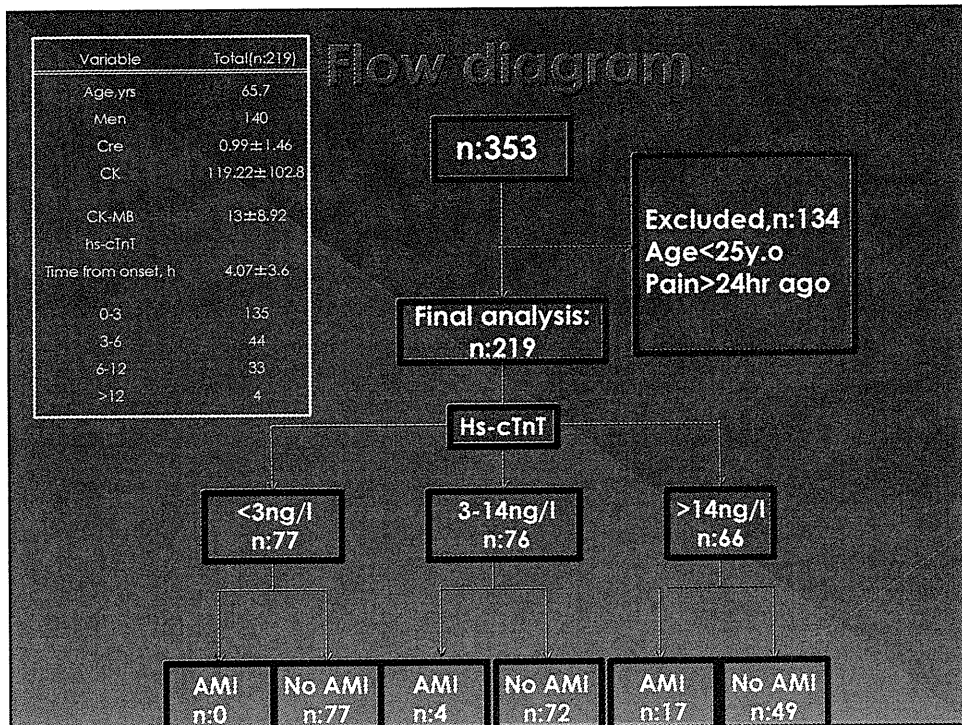 Flow diagram
Variable Total(n:219)
Age,yrs 65.7
Men 140
Cre 0.99±1.46
CK 119.22±102.8
CK-MB 13±8.92
hs-cTnT
Time from onset, h 4.07±3.6
0-3 135
3-6 44
6-12 33
>12 4
n:353
Excluded,n:134
Age<25y.o
Pain>24hr ago
Final analysis:
n:219
Hs-cTnT
<3ng/l
n:77
3-14ng/l
n:76
>14ng/l
n:66
AMI
n:0
No AMI
n:77
AMI
n:4
No AMI
n:72
AMI
n:17
No AMI
n:49